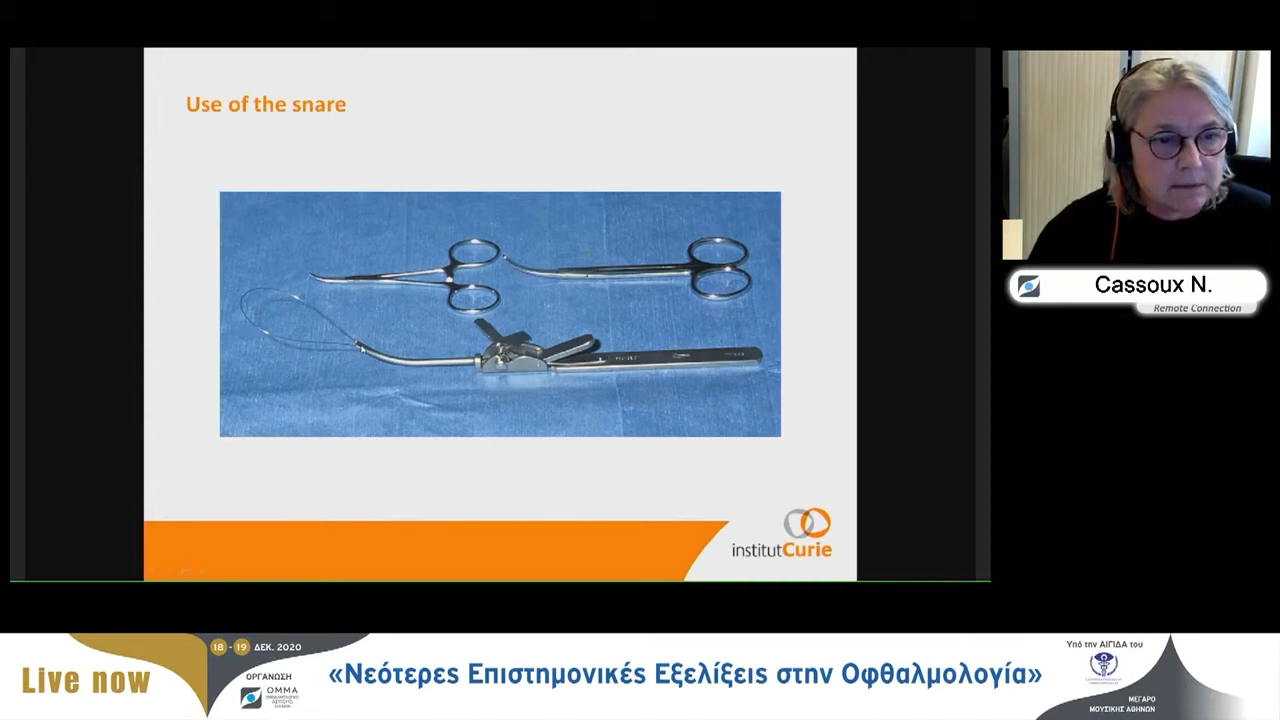 Use of the snare
institutCurie
Cassoux N.
Remote Connection
Live now
18 - 19 ΔΕΚ. 2020
ΟΡΓΑΝΩΣΗ
ΟΜΜΑ
«Νεότερες Επιστημονικές Εξελίξεις στην Οφθαλμολογία»
Υπό την ΑΙΓΙΔΑ του
ΜΕΓΑΡΟ
ΜΟΥΣΙΚΗΣ ΑΘΗΝΩΝ